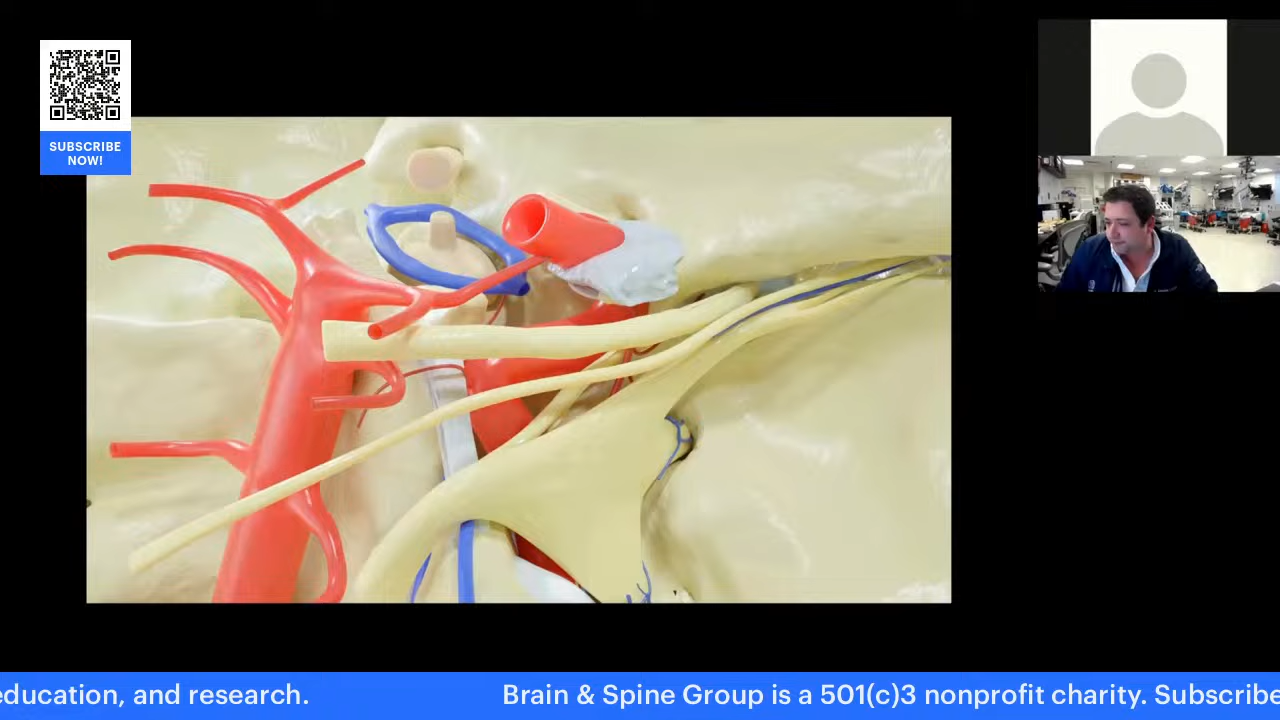 SUBSCRIBE
NOW!
education, and research. Brain & Spine Group is a 501(c)3 nonprofit charity. Subscribe